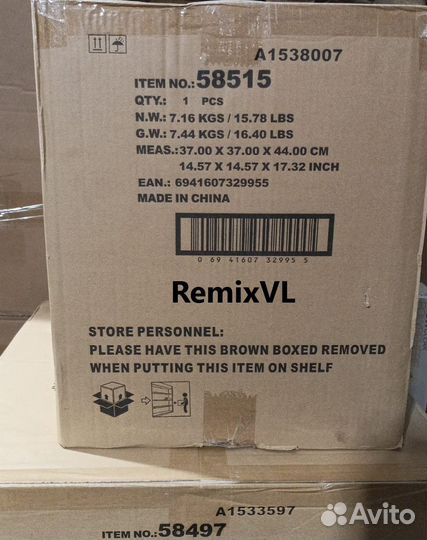 A1538007
ITEM NO.: 58515
QTY.: 1 PCS
N.W.: 7.16 KGS / 15.78 LBS
G.W.: 7.44 KGS / 16.40 LBS
MEAS.: 37.00 X 37.00 X 44.00 CM
14.57 X 14.57 X 17.32 INCH
EAN.: 6941607329955
MADE IN CHINA
0 69 41607 32995 5
RemixVL
STORE PERSONNEL:
PLEASE HAVE THIS BROWN BOXED REMOVED
WHEN PUTTING THIS ITEM ON SHELF
A1533597
ITEM NO.: 58497
Avito